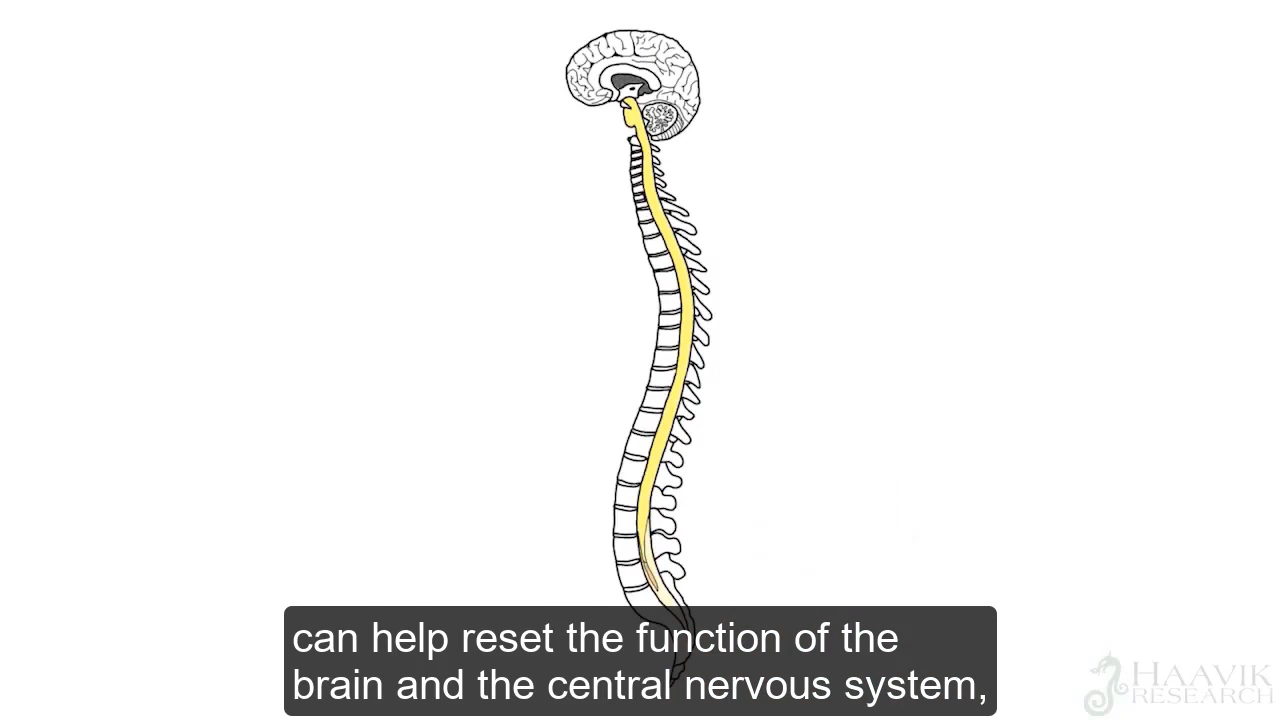 can help reset the function of the
brain and the central nervous system,
HAAVIK
RESEARCH